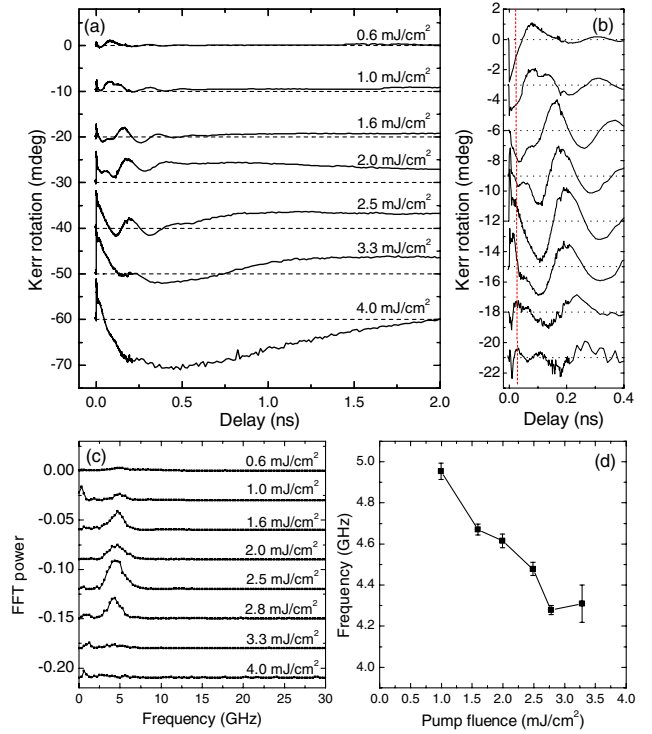 (a)
0.6 mJ/cm²
1.0 mJ/cm²
1.6 mJ/cm²
2.0 mJ/cm²
2.5 mJ/cm²
3.3 mJ/cm²
4.0 mJ/cm²
0
-10
-20
-30
-40
-50
-60
-70
Kerr rotation (mdeg)
0.0 0.5 1.0 1.5 2.0
Delay (ns)
(b)
2
0
-2
-4
-6
-8
-10
-12
-14
-16
-18
-20
-22
Kerr rotation (mdeg)
0.0 0.2 0.4
Delay (ns)
(c)
0.6 mJ/cm²
1.0 mJ/cm²
1.6 mJ/cm²
2.0 mJ/cm²
2.5 mJ/cm²
2.8 mJ/cm²
3.3 mJ/cm²
4.0 mJ/cm²
0.00
-0.05
-0.10
-0.15
-0.20
FFT power
0 5 10 15 20 25 30
Frequency (GHz)
(d)
5.0
4.8
4.6
4.4
4.2
4.0
Frequency (GHz)
0.0 0.5 1.0 1.5 2.0 2.5 3.0 3.5 4.0
Pump fluence (mJ/cm²)